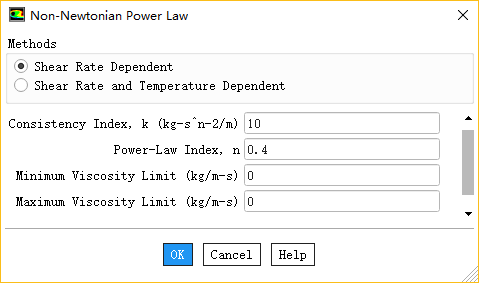 Non-Newtonian Power Law
Methods
Shear Rate Dependent
Shear Rate and Temperature Dependent
Consistency Index, k (kg-s^n-2/m) 10
Power-Law Index, n 0.4
Minimum Viscosity Limit (kg/m-s) 0
Maximum Viscosity Limit (kg/m-s) 0
OK Cancel Help